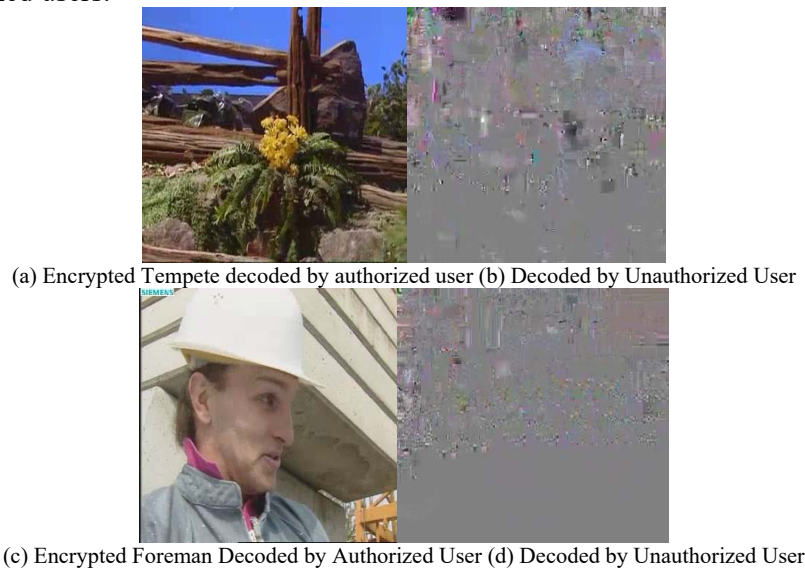 (a) Encrypted Tempete decoded by authorized user (b) Decoded by Unauthorized User
SIEMENS
(c) Encrypted Foreman Decoded by Authorized User (d) Decoded by Unauthorized User